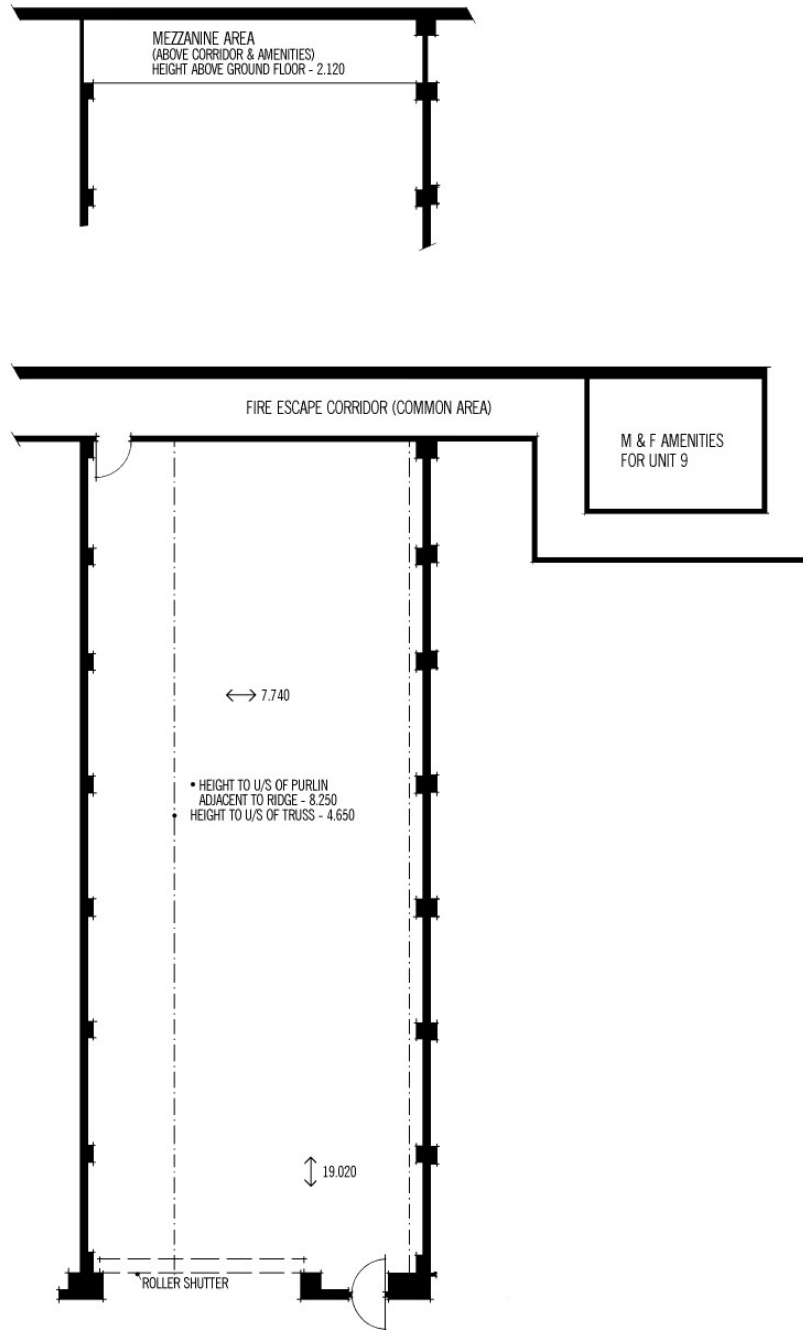 MEZZANINE AREA
(ABOVE CORRIDOR & AMENITIES)
HEIGHT ABOVE GROUND FLOOR - 2.120
FIRE ESCAPE CORRIDOR (COMMON AREA)
M & F AMENITIES
FOR UNIT 9
7.740
• HEIGHT TO U/S OF PURLIN
ADJACENT TO RIDGE - 8.250
HEIGHT TO U/S OF TRUSS - 4.650
19.020
ROLLER SHUTTER